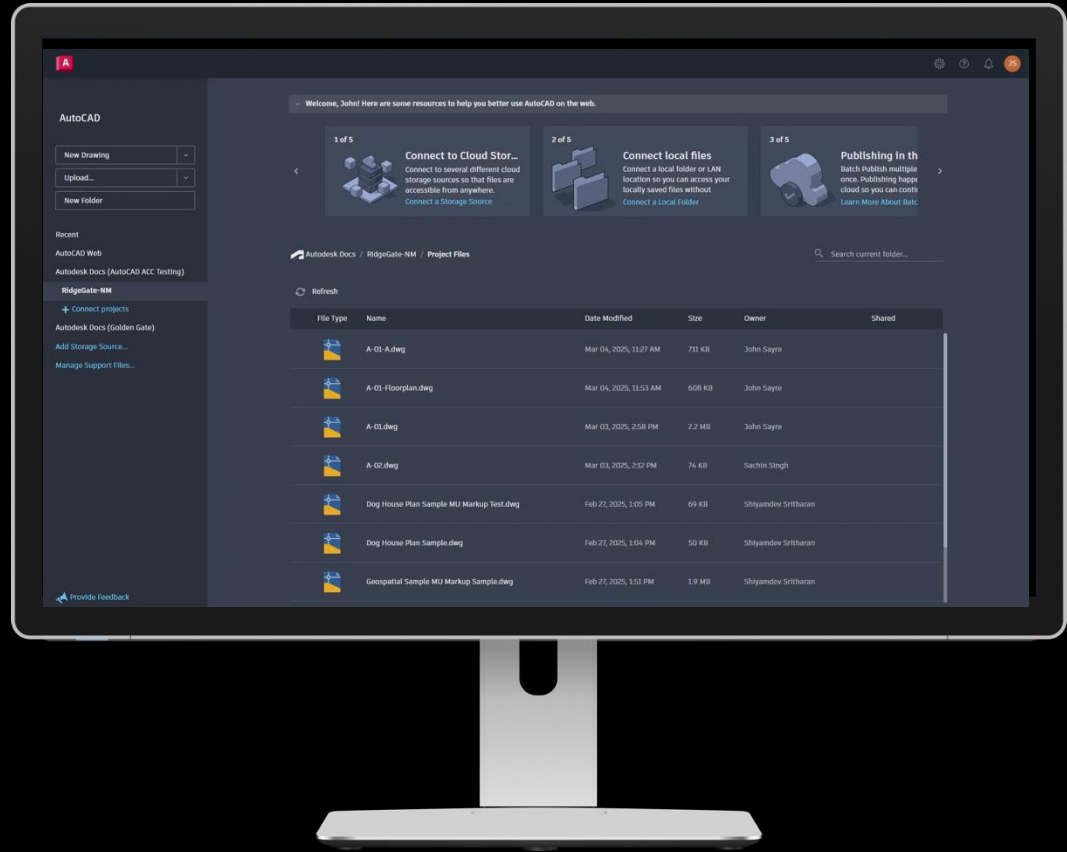 A
JS
AutoCAD
New Drawing
Upload...
New Folder
Recent
AutoCAD Web
Autodesk Docs (AutoCAD ACC Testing)
RidgeGate-NM
+ Connect projects
Autodesk Docs (Golden Gate)
Add Storage Source...
Manage Support Files...
Provide Feedback
Welcome, John! Here are some resources to help you better use AutoCAD on the web.
1 of 5
Connect to Cloud Stor...
Connect to several different cloud
storage sources so that files are
accessible from anywhere.
Connect a Storage Source
2 of 5
Connect local files
Connect a local folder or LAN
location so you can access your
locally saved files without
Connect a Local Folder
3 of 5
Publishing in th
Batch Publish multiple
once. Publishing happe
cloud so you can conti
Learn More About Batc
Autodesk Docs / RidgeGate-NM / Project Files
Search current folder...
Refresh
File Type Name Date Modified Size Owner Shared
A-01-A.dwg Mar 04, 2025, 11:27 AM 711 KB John Sayre
A-01-Floorplan.dwg Mar 04, 2025, 11:53 AM 608 KB John Sayre
A-01.dwg Mar 03, 2025, 2:58 PM 2.2 MB John Sayre
A-02.dwg Mar 03, 2025, 2:12 PM 74 KB Sachin Singh
Dog House Plan Sample MU Markup Test.dwg Feb 27, 2025, 1:05 PM 69 KB Shiyamdev Sritharan
Dog House Plan Sample.dwg Feb 27, 2025, 1:04 PM 50 KB Shiyamdev Sritharan
Geospatial Sample MU Markup Sample.dwg Feb 27, 2025, 1:51 PM 1.9 MB Shiyamdev Sritharan